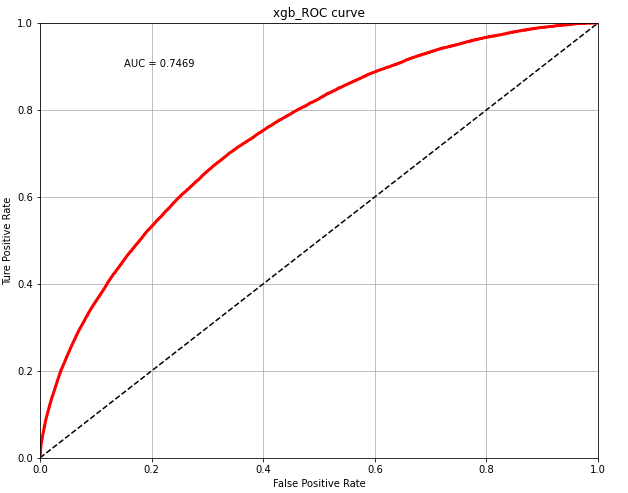 xgb_ROC curve
1.0
AUC = 0.7469
0.8
0.6
Ture Positive Rate
0.4
0.2
0.0
0.0 0.2 0.4 0.6 0.8 1.0
False Positive Rate